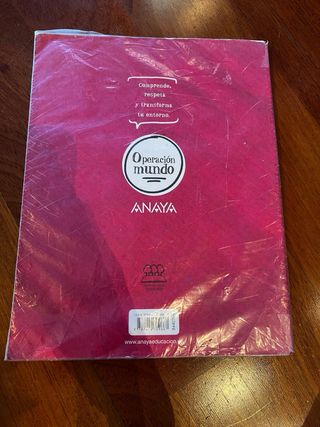 Comprende,
respeta
y transforma
tu entorno.
Operación
mundo
ANAYA
www.anayaeducacion.es